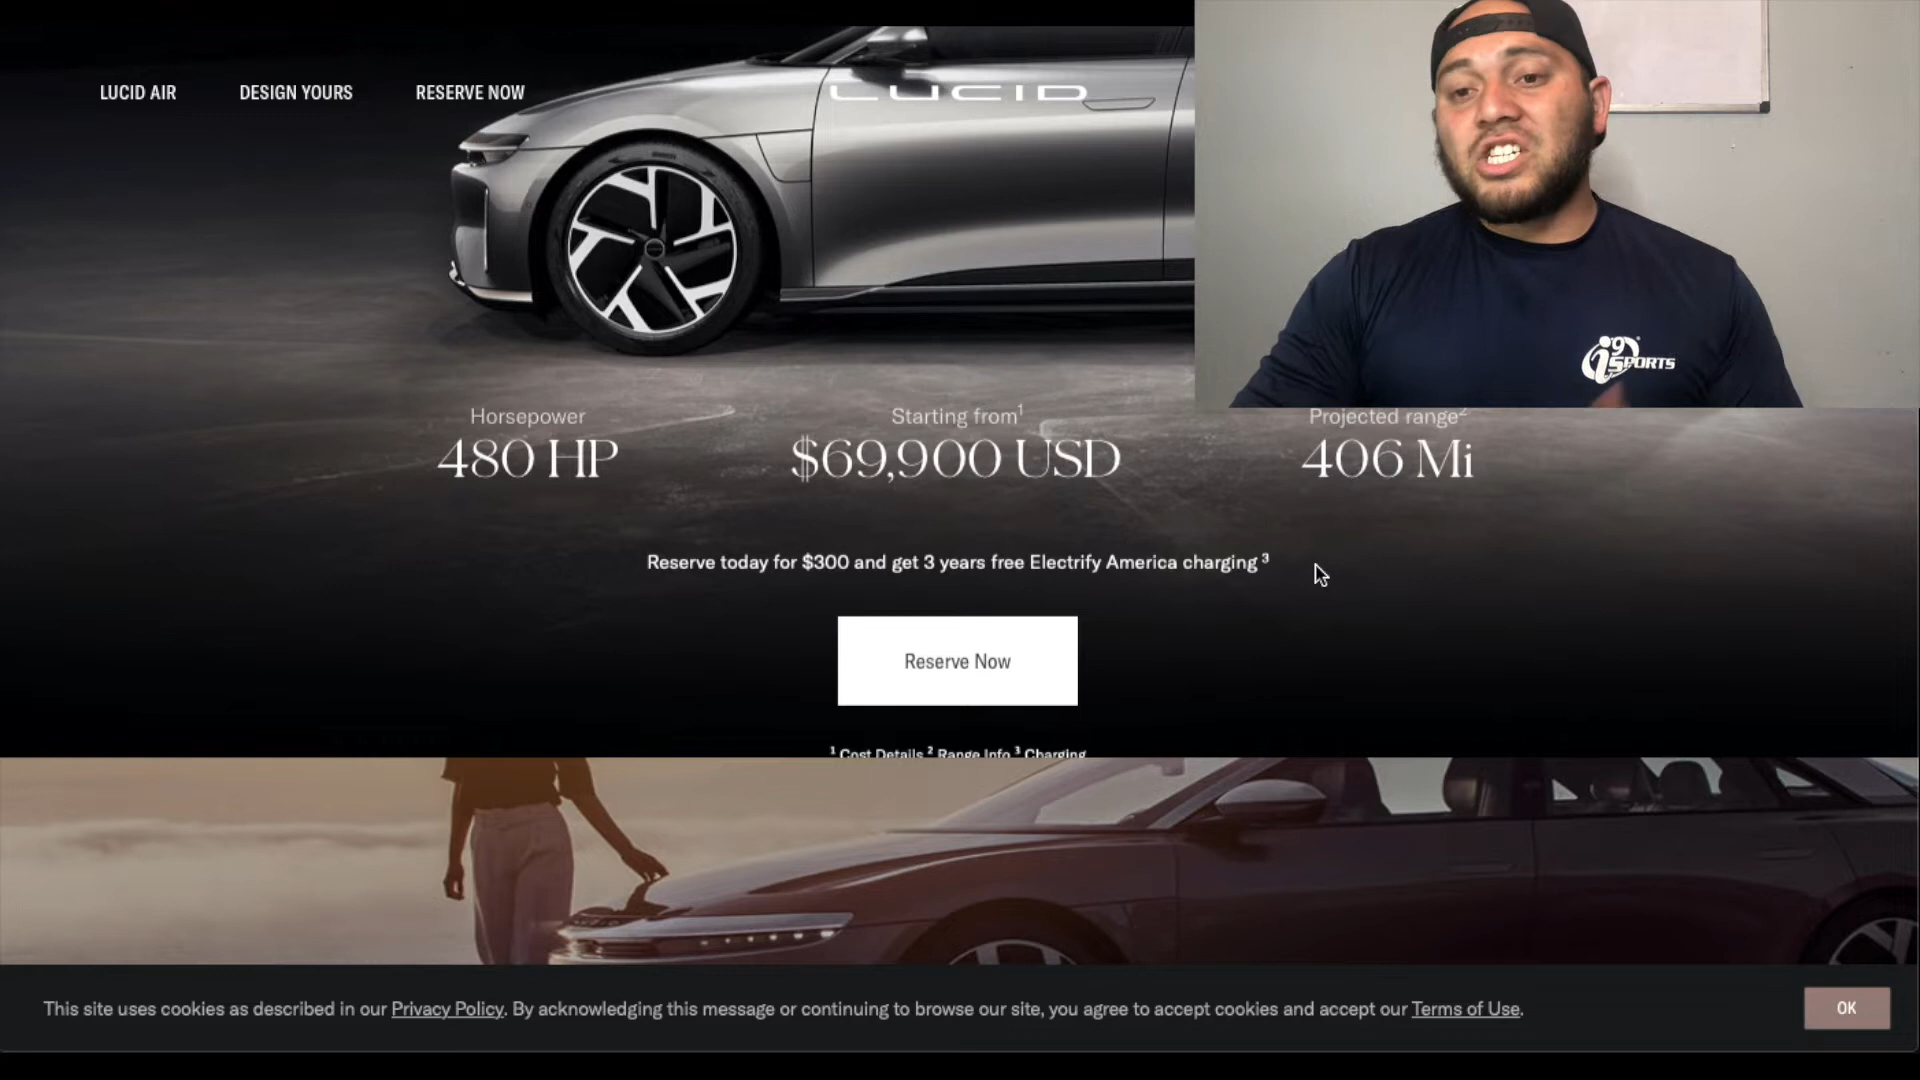 LUCID AIR
DESIGN YOURS
RESERVE NOW
LUCID
i9 SPORTS
Horsepower
480 HP
Starting from1
$69,900 USD
Projected range2
406 Mi
Reserve today for $300 and get 3 years free Electrify America charging 3
Reserve Now
1 Cost Details 2 Range Info 3 Charging
This site uses cookies as described in our Privacy Policy. By acknowledging this message or continuing to browse our site, you agree to accept cookies and accept our Terms of Use.
OK